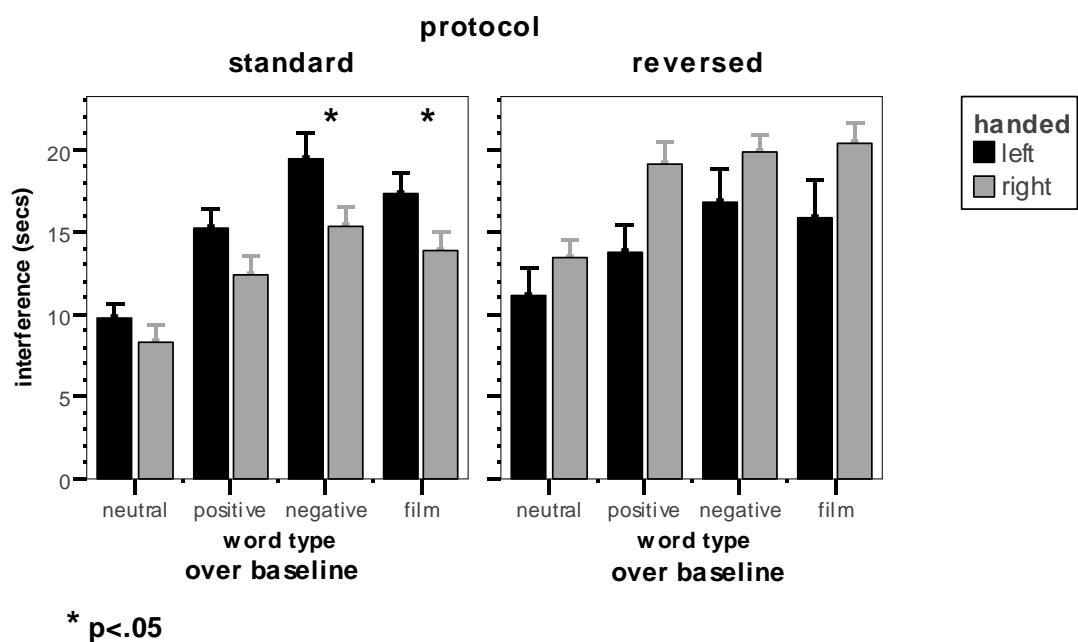 protocol
standard reversed
* *
handed
left
right
20
15
10
5
0
interference (secs)
neutral positive negative film neutral positive negative film
word type word type
over baseline over baseline
* p<.05